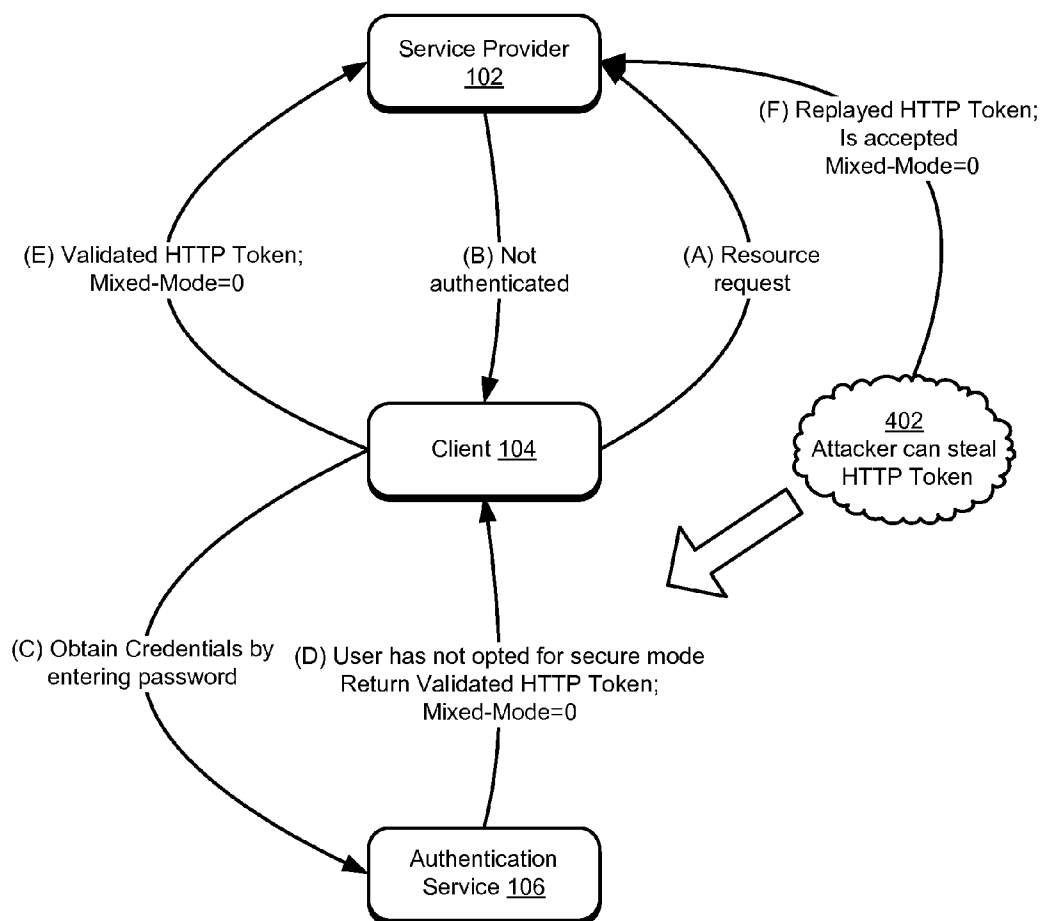 Service Provider
102
(F) Replayed HTTP Token;
Is accepted
Mixed-Mode=0
(E) Validated HTTP Token;
Mixed-Mode=0
(B) Not
authenticated
(A) Resource
request
Client 104
402
Attacker can steal
HTTP Token
(C) Obtain Credentials by
entering password
(D) User has not opted for secure mode
Return Validated HTTP Token;
Mixed-Mode=0
Authentication
Service 106